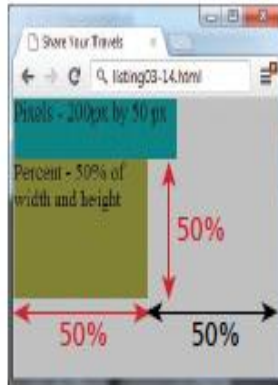 Share Your Travels
listing03-14.html
Pixels - 200px by 50 px
Percent - 50% of
width and height
50%
50%
50%